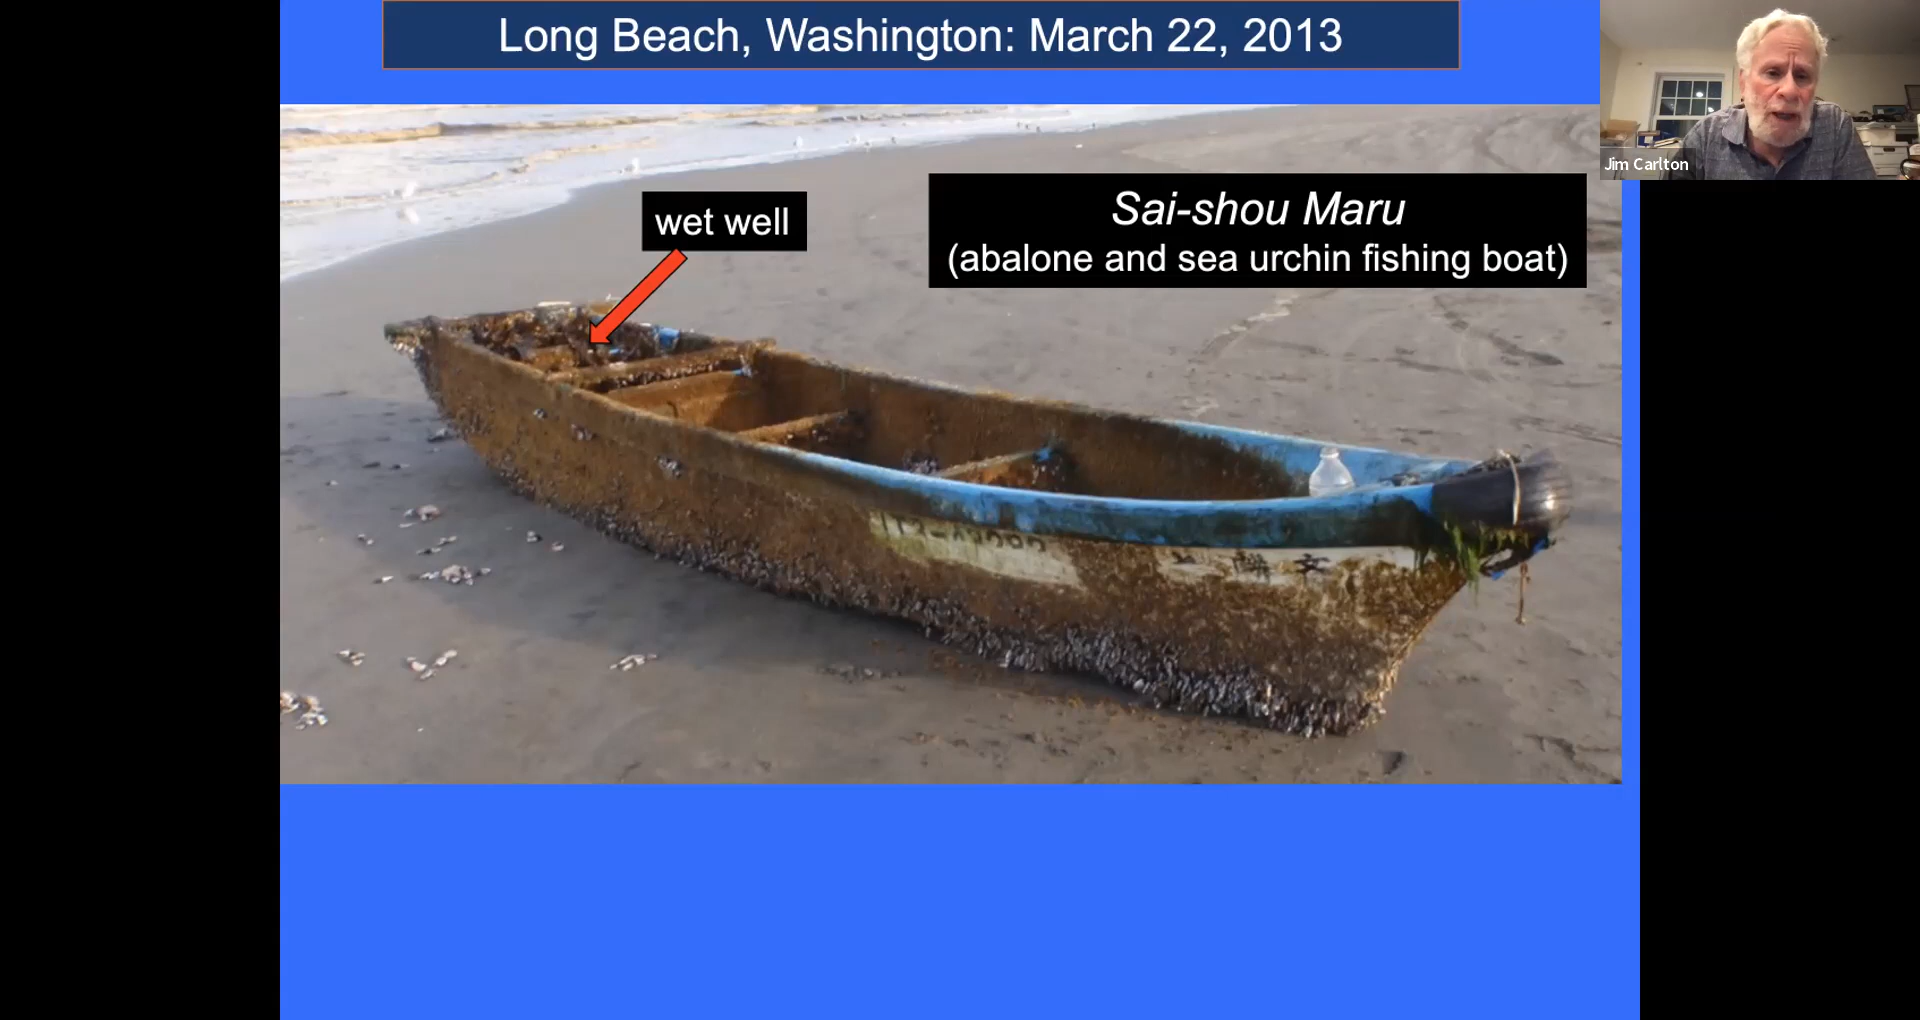 Long Beach, Washington: March 22, 2013
Jim Carlton
wet well
Sai-shou Maru
(abalone and sea urchin fishing boat)